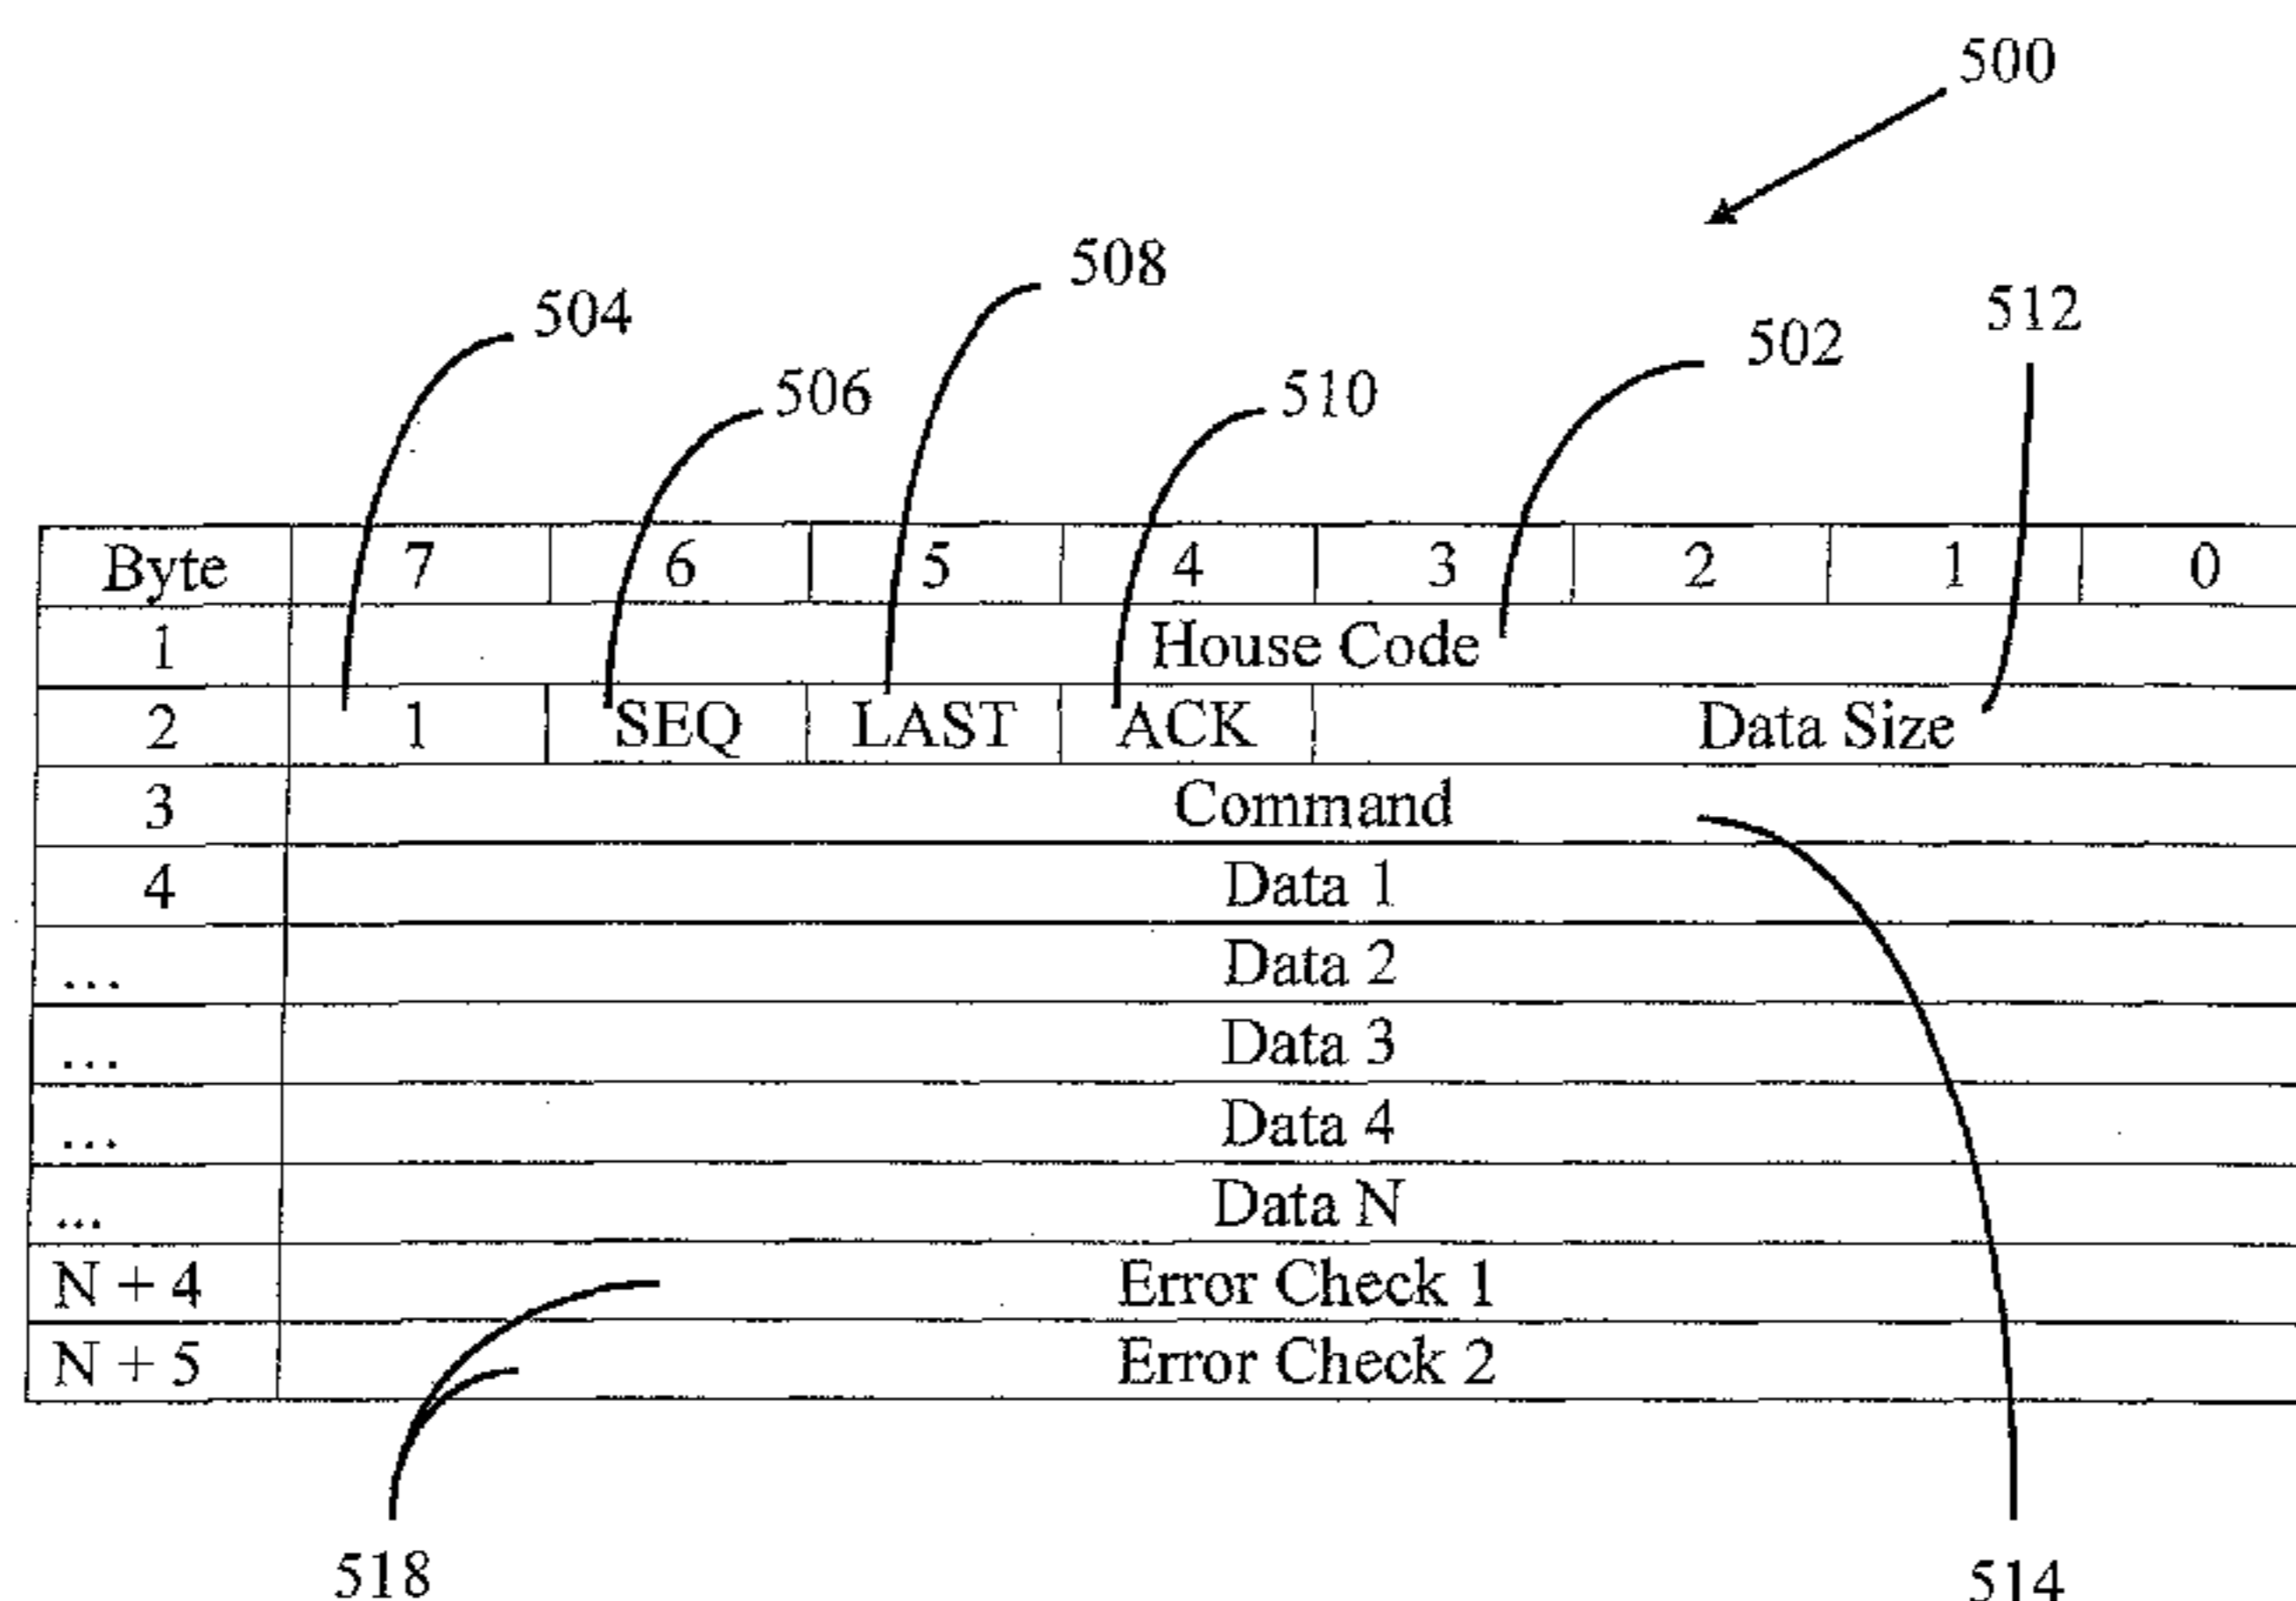 500
508
504
512
502
506
510
Byte 7 6 5 4 3 2 1 0
1 House Code
2 1 SEQ LAST ACK Data Size
3 Command
4 Data 1
... Data 2
... Data 3
... Data 4
... Data N
N + 4 Error Check 1
N + 5 Error Check 2
518
514